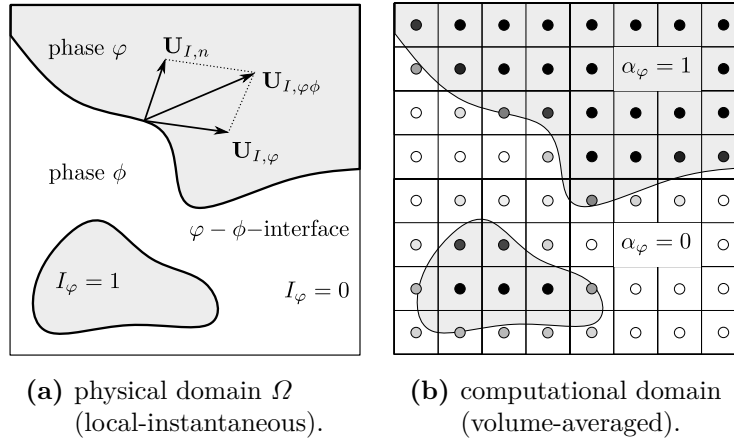 phase φ
U_{I,n}
U_{I,φϕ}
U_{I,φ}
phase ϕ
φ − ϕ−interface
I_φ = 1
I_φ = 0
(a) physical domain Ω
(local-instantaneous).
α_φ = 1
α_φ = 0
(b) computational domain
(volume-averaged).